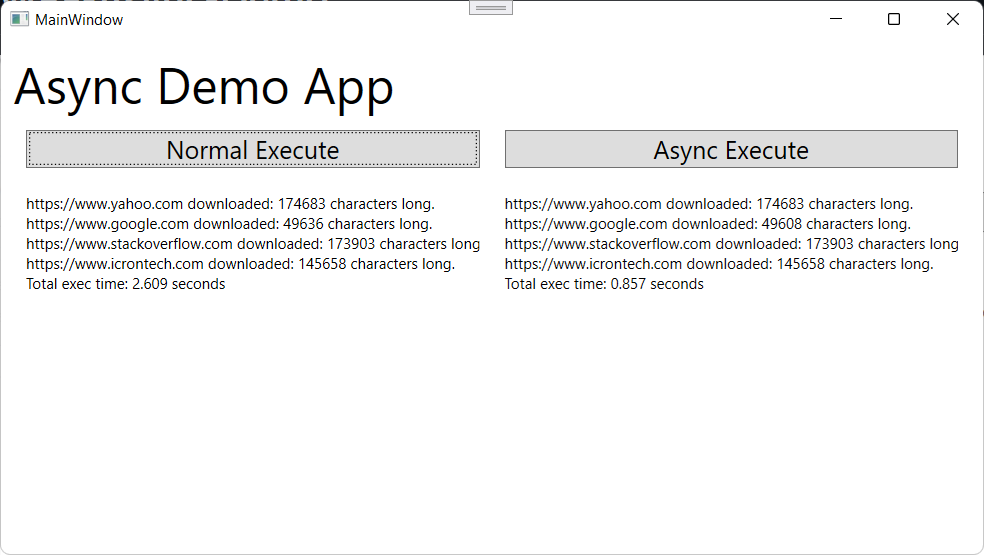 MainWindow
Async Demo App
Normal Execute
https://www.yahoo.com downloaded: 174683 characters long.
https://www.google.com downloaded: 49636 characters long.
https://www.stackoverflow.com downloaded: 173903 characters long
https://www.icrontech.com downloaded: 145658 characters long.
Total exec time: 2.609 seconds
Async Execute
https://www.yahoo.com downloaded: 174683 characters long.
https://www.google.com downloaded: 49608 characters long.
https://www.stackoverflow.com downloaded: 173903 characters long
https://www.icrontech.com downloaded: 145658 characters long.
Total exec time: 0.857 seconds